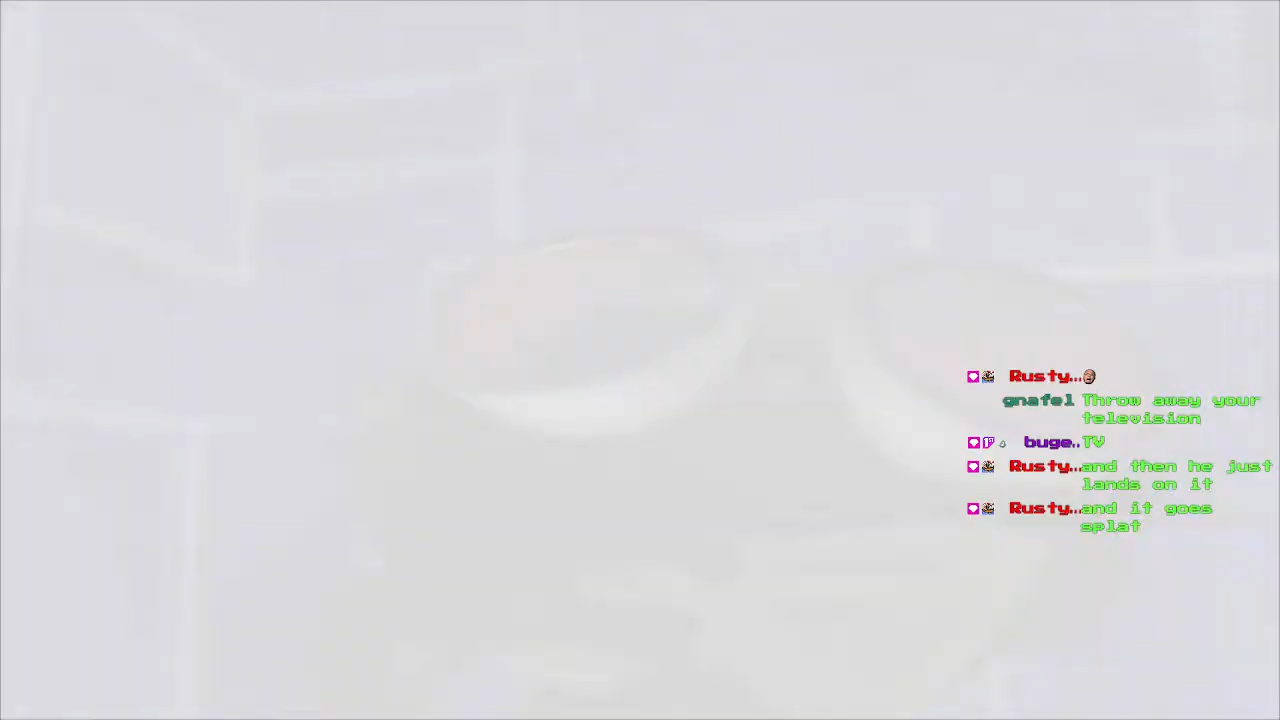 Rusty...
gnafel Throw away your
television
buge..TV
Rusty...and then he just
lands on it
Rusty...and it goes
splat